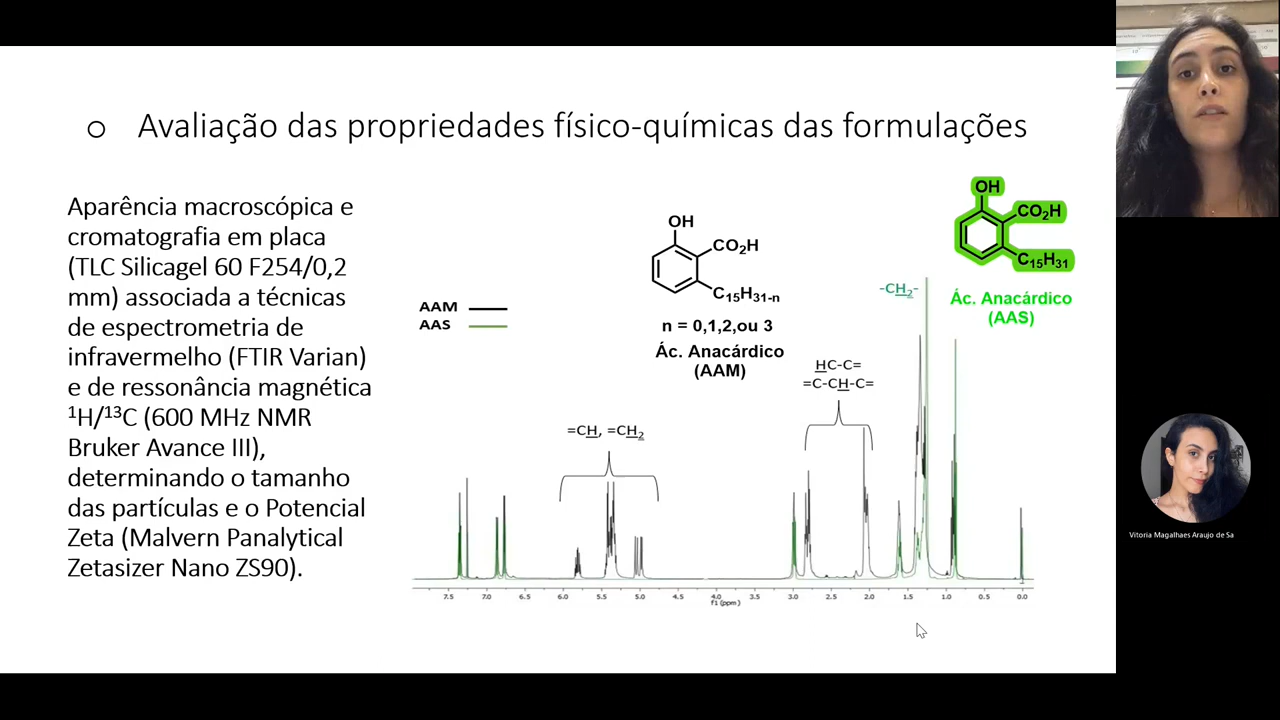 o Avaliação das propriedades físico-químicas das formulações
Aparência macroscópica e
cromatografia em placa
(TLC Silicagel 60 F254/0,2
mm) associada a técnicas
de espectrometria de
infravermelho (FTIR Varian)
e de ressonância magnética
¹H/¹³C (600 MHz NMR
Bruker Avance III),
determinando o tamanho
das partículas e o Potencial
Zeta (Malvern Panalytical
Zetasizer Nano ZS90).
AAM
AAS
OH
CO₂H
C₁₅H₃₁₋ₙ
n = 0,1,2,ou 3
Ác. Anacárdico
(AAM)
OH
CO₂H
C₁₅H₃₁
Ác. Anacárdico
(AAS)
-CH₂-
HC-C=
=C-CH-C=
=CH, =CH₂
7.5 7.0 6.5 6.0 5.5 5.0 4.5 4.0 3.5 3.0 2.5 2.0 1.5 1.0 0.5 0.0
f1 (ppm)
Vitoria Magalhaes Araujo de Sa